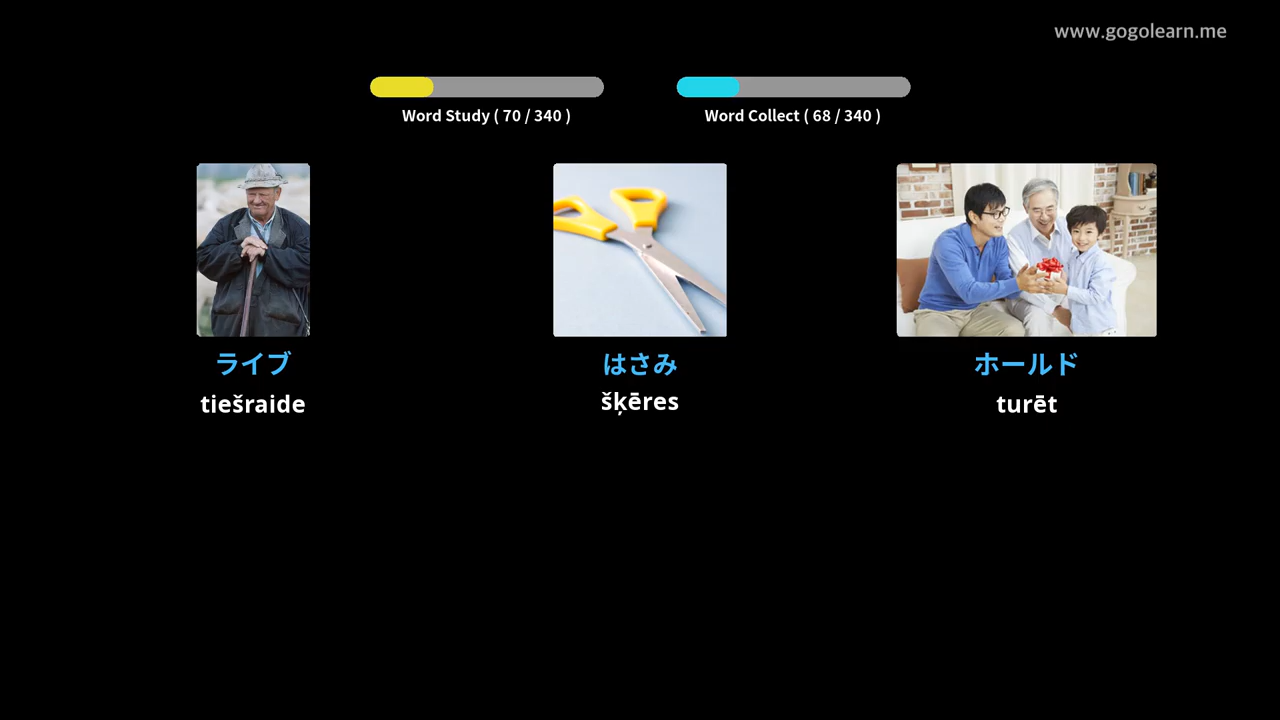 www.gogolearn.me
Word Study ( 70 / 340 )
Word Collect ( 68 / 340 )
ライブ
はさみ
ホールド
tiešraide
šķēres
turēt